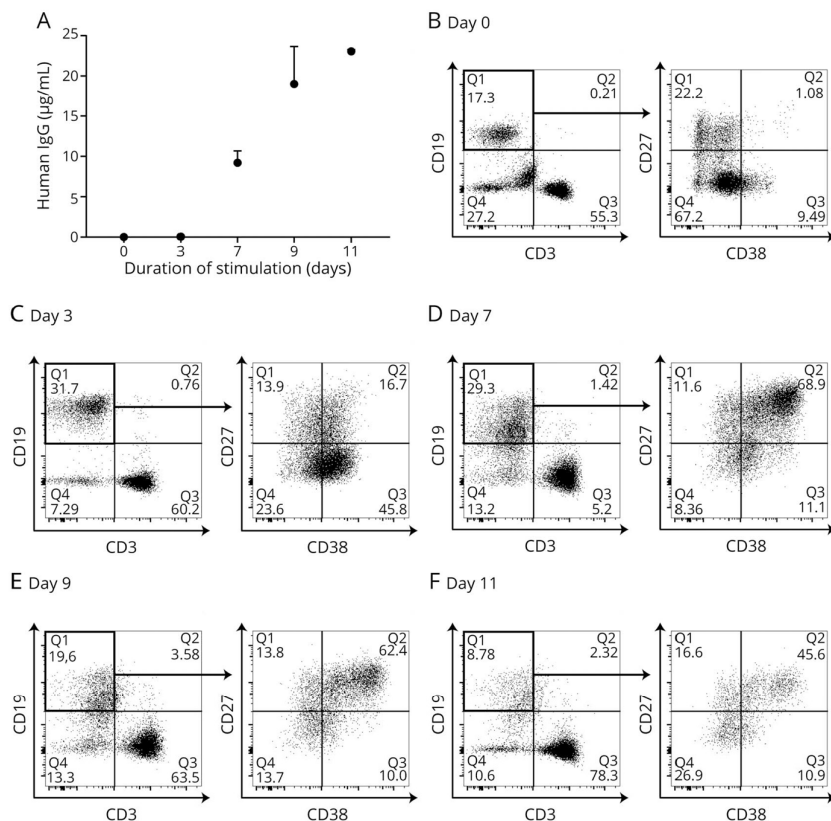 A
25
20
15
10
5
0
Human IgG (μg/mL)
0 3 7 9 11
Duration of stimulation (days)
B Day 0
Q1
17.3
Q2
0.21
Q4
27.2
Q3
55.3
CD19
CD3
Q1
22.2
Q2
1.08
Q4
67.2
Q3
9.49
CD27
CD38
C Day 3
Q1
31.7
Q2
0.76
Q4
7.29
Q3
60.2
CD19
CD3
Q1
13.9
Q2
16.7
Q4
23.6
Q3
45.8
CD27
CD38
D Day 7
Q1
29.3
Q2
1.42
Q4
13.2
Q3
5.2
CD19
CD3
Q1
11.6
Q2
68.9
Q4
8.36
Q3
11.1
CD27
CD38
E Day 9
Q1
19,6
Q2
3.58
Q4
13.3
Q3
63.5
CD19
CD3
Q1
13.8
Q2
62.4
Q4
13.7
Q3
10.0
CD27
CD38
F Day 11
Q1
8.78
Q2
2.32
Q4
10.6
Q3
78.3
CD19
CD3
Q1
16.6
Q2
45.6
Q4
26.9
Q3
10.9
CD27
CD38